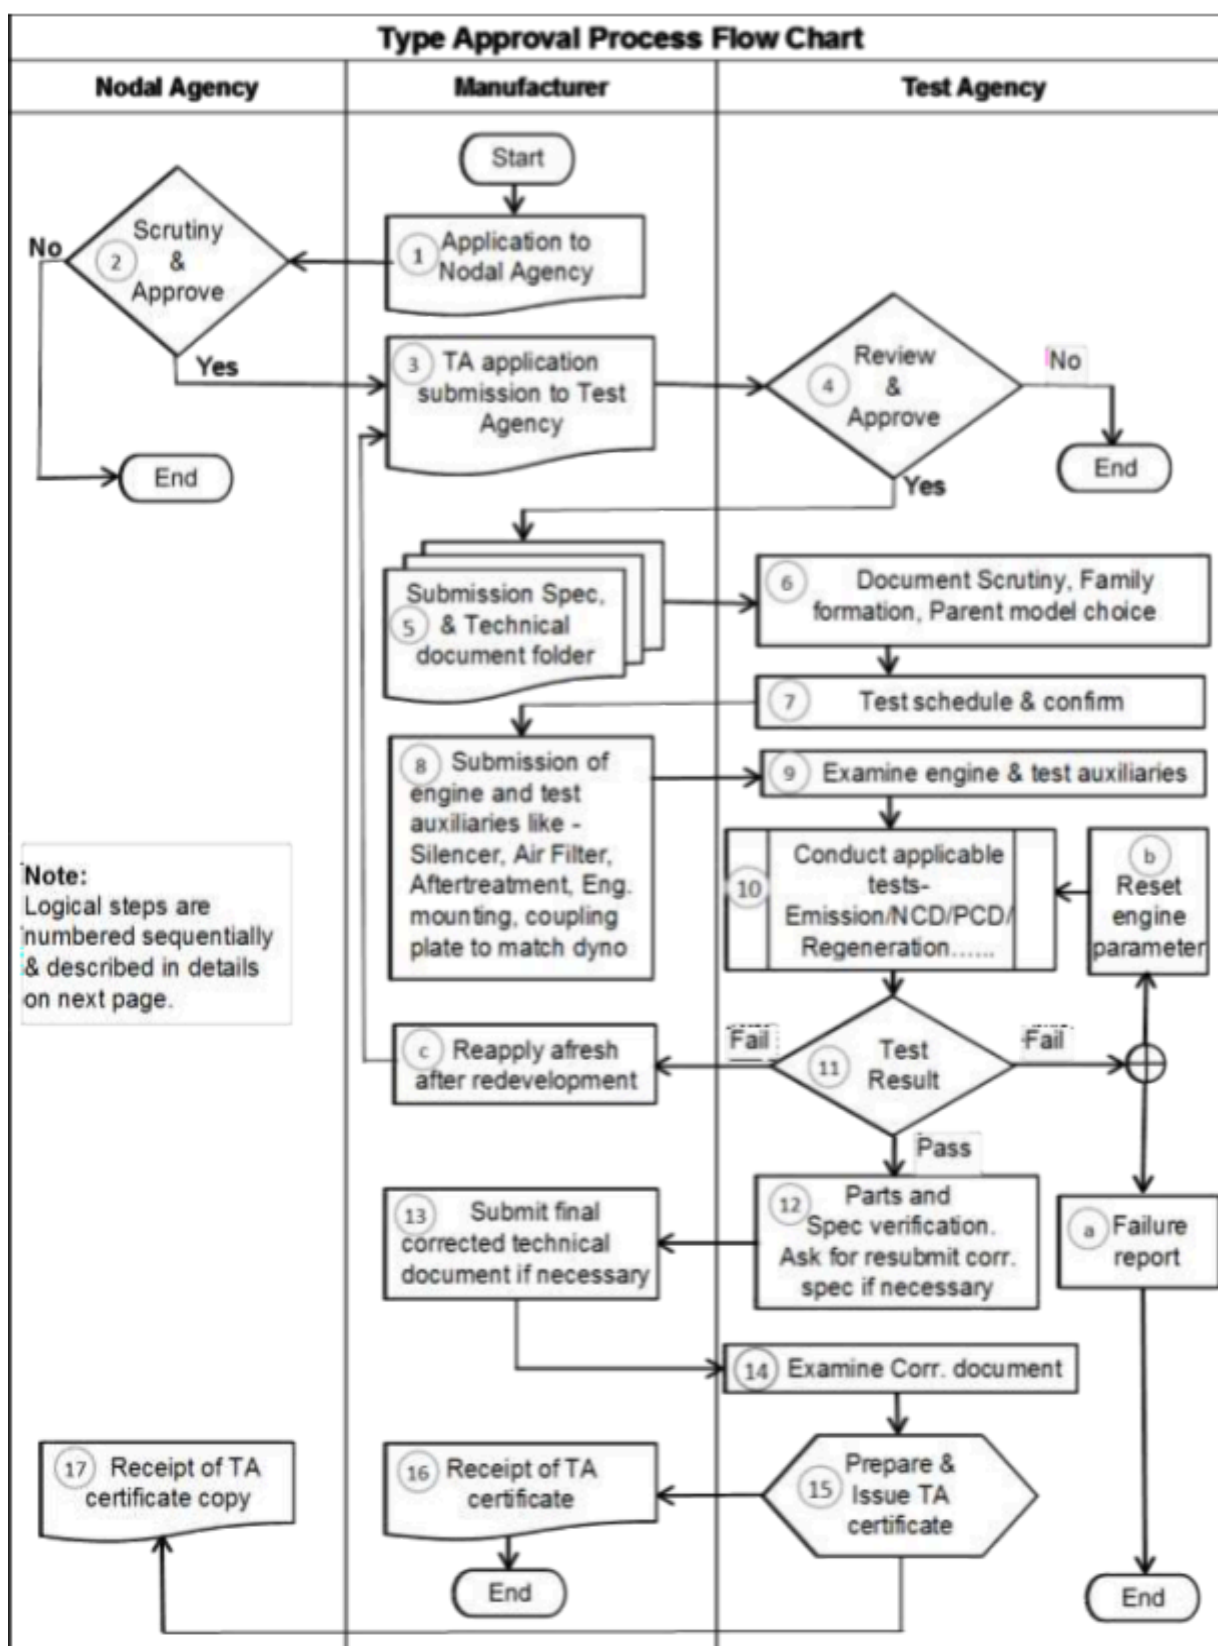 Type Approval Process Flow Chart
Nodal Agency
Manufacturer
Test Agency
Start
1
Application to
Nodal Agency
2
Scrutiny
&
Approve
No
Yes
End
3
TA application
submission to Test
Agency
4
Review
&
Approve
No
Yes
End
5
Submission Spec,
& Technical
document folder
6
Document Scrutiny, Family
formation, Parent model choice
7
Test schedule & confirm
8
Submission of
engine and test
auxiliaries like -
Silencer, Air Filter,
Aftertreatment, Eng.
mounting, coupling
plate to match dyno
9
Examine engine & test auxiliaries
10
Conduct applicable
tests-
Emission/NCD/PCD/
Regeneration......
b
Reset
engine
parameter
Note:
Logical steps are
numbered sequentially
& described in details
on next page.
11
Test
Result
Fail
Fail
Pass
c
Reapply afresh
after redevelopment
12
Parts and
Spec verification.
Ask for resubmit corr.
spec if necessary
a
Failure
report
13
Submit final
corrected technical
document if necessary
14
Examine Corr. document
15
Prepare &
Issue TA
certificate
16
Receipt of TA
certificate
17
Receipt of TA
certificate copy
End
End